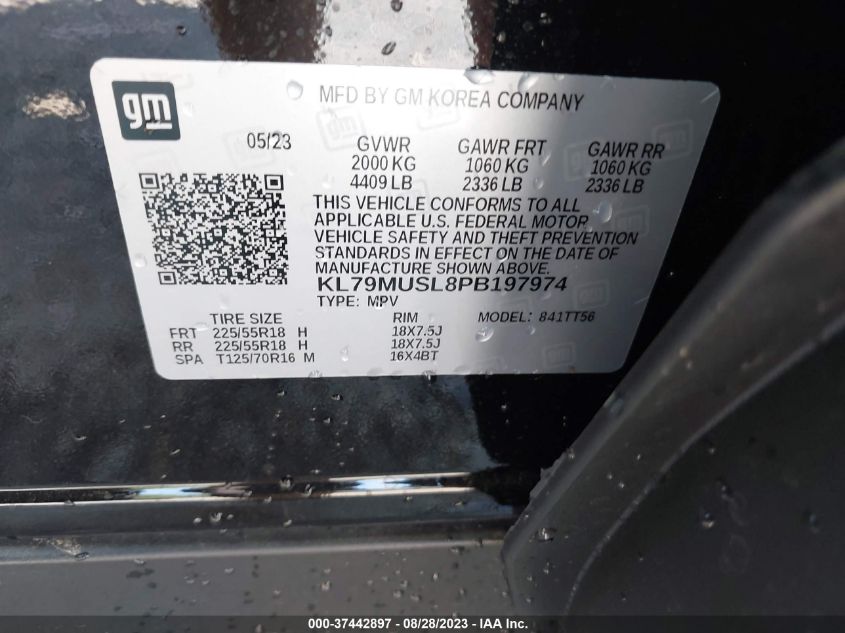 gm
MFD BY GM KOREA COMPANY
05/23 GVWR GAWR FRT GAWR RR
2000 KG 1060 KG 1060 KG
4409 LB 2336 LB 2336 LB
THIS VEHICLE CONFORMS TO ALL
APPLICABLE U.S. FEDERAL MOTOR
VEHICLE SAFETY AND THEFT PREVENTION
STANDARDS IN EFFECT ON THE DATE OF
MANUFACTURE SHOWN ABOVE.
KL79MUSL8PB197974
TYPE: MPV
TIRE SIZE RIM MODEL: 841TT56
FRT 225/55R18 H 18X7.5J
RR 225/55R18 H 18X7.5J
SPA T125/70R16 M 16X4BT
000-37442897 - 08/28/2023 - IAA Inc.